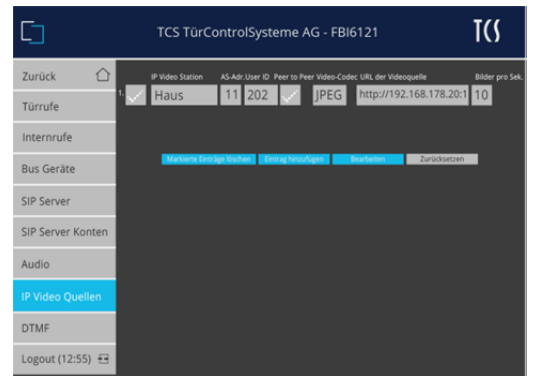 TCS TürControlSysteme AG - FBI6121
TCS
Zurück
IP Video Station AS-Adr. User ID Peer to Peer Video-Codec URL der Videoquelle Bilder pro Sek.
1. Haus 11 202 JPEG http://192.168.178.20:1 10
Türrufe
Internrufe
Markierte Einträge löschen Eintrag hinzufügen Bearbeiten Zurücksetzen
Bus Geräte
SIP Server
SIP Server Konten
Audio
IP Video Quellen
DTMF
Logout (12:55)